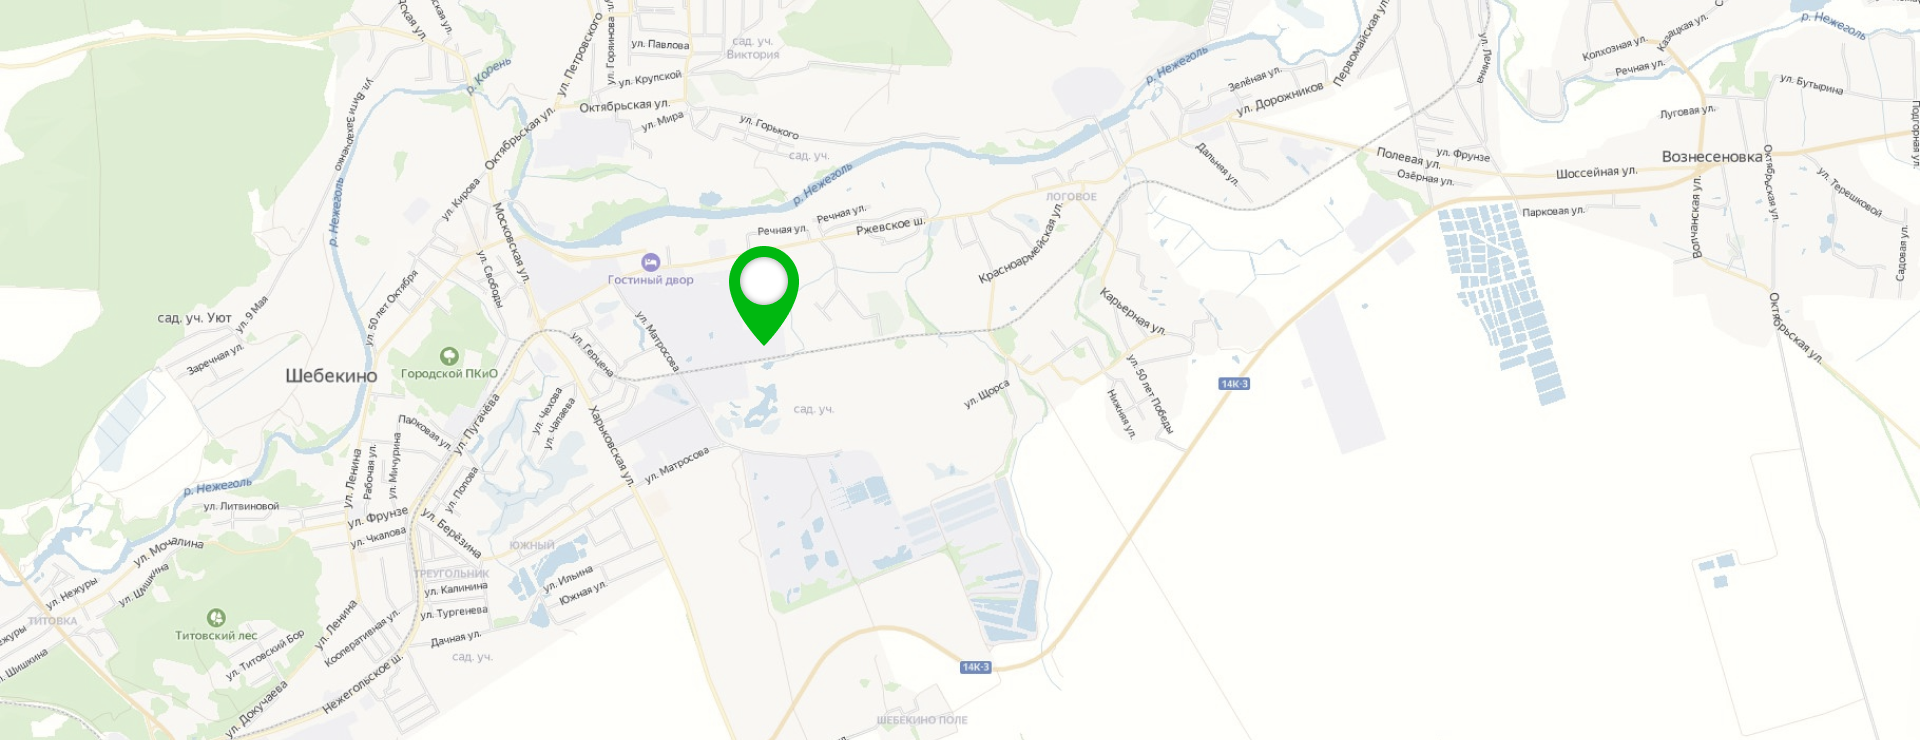 ул. Павлова
сад. уч.
Виктория
ул. Горянова
ул. Петровского
р. Корень
ул. Крупской
Октябрьская ул.
ул. Мира
ул. Горького
Октябрьская ул.
ул. Вити Захарченко
р. Нежеголь
Первомайская ул.
ул. Ленина
Зелёная ул.
ул. Дорожников
Колхозная ул.
Казацкая ул.
р. Нежеголь
Речная ул.
ул. Бутырина
Луговая ул.
Подгорная ул.
сад. уч.
р. Нежеголь
р. Нежеголь
ул. Кирова
Московская ул.
Дальняя ул.
Полевая ул.
ул. Фрунзе
Озёрная ул.
Шоссейная ул.
Вознесеновка
Октябрьская ул.
ул. Терешковой
Парковая ул.
Волчанская ул.
Садовая ул.
ЛОГОВОЕ
Речная ул.
Речная ул.
Ржевское ш.
Красноармейская ул.
Гостиный двор
ул. Свободы
ул. 50 лет Октября
ул. 9 Мая
сад. уч. Уют
Заречная ул.
Шебекино
Городской ПКиО
ул. Герцена
ул. Матросова
Карьерная ул.
Октябрьская ул.
14К-3
ул. 50 лет Победы
Нижняя ул.
ул. Щорса
сад. уч.
ул. Чехова
ул. Чапаева
Харьковская ул.
ул. Пугачёва
Парковая ул.
ул. Мичурина
Рабочая ул.
ул. Ленина
ул. Попова
ул. Матросова
р. Нежеголь
ул. Литвиновой
ул. Фрунзе
ул. Чкалова
ул. Берёзина
ЮЖНЫЙ
ул. Мочалина
ул. Нежуры
ул. Шишкина
ТРЕУГОЛЬНИК
ул. Калинина
ул. Ильина
Южная ул.
ул. Тургенева
Дачная ул.
сад. уч.
ТИТОВКА
Титовский лес
ул. Ленина
Кооперативная ул.
ул. Титовский Бор
Нежегольское ш.
ул. Докучаева
14К-3
ШЕБЕКИНО ПОЛЕ